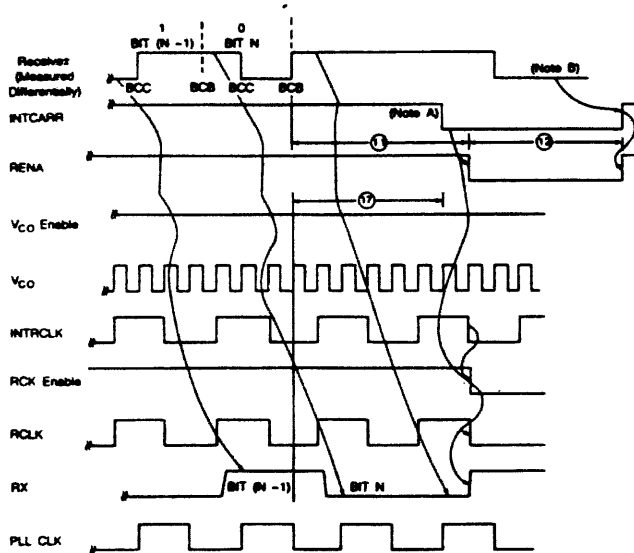 1 0
BIT (N -1) BIT N
Receiver
(Measured
Differentially)
BCC BCB BCC BCB
(Note B)
INTCARR
(Note A)
11 12
RENA
17
VCO Enable
VCO
INTRCLK
RCK Enable
RCLK
RX
BIT (N -1) BIT N
PLL CLK